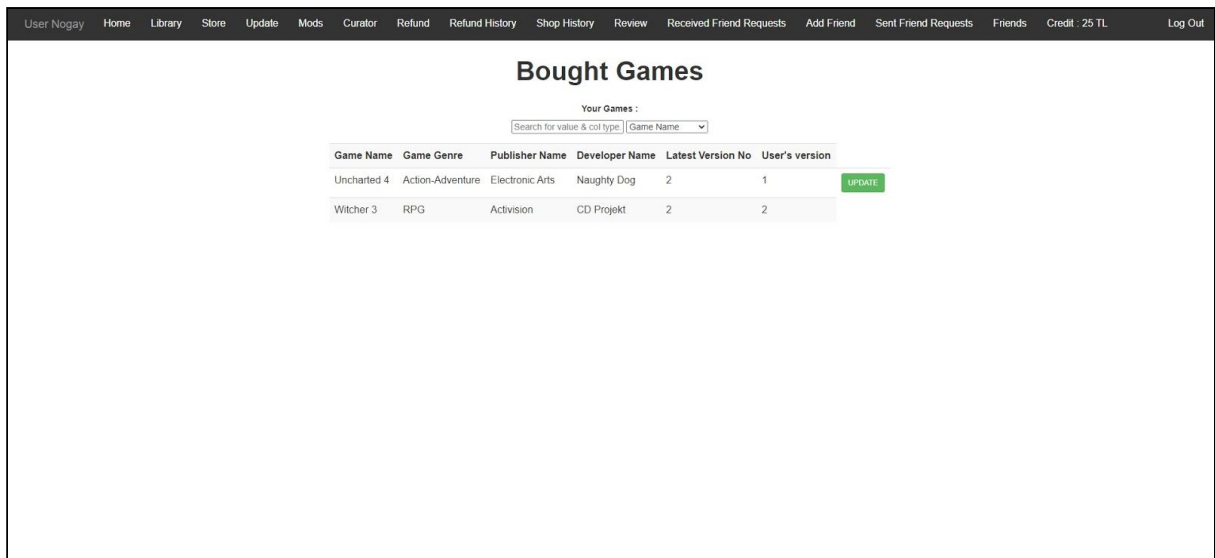 User Nogay Home Library Store Update Mods Curator Refund Refund History Shop History Review Received Friend Requests Add Friend Sent Friend Requests Friends Credit : 25 TL Log Out
Bought Games
Your Games :
Search for value & col type. Game Name
Game Name Game Genre Publisher Name Developer Name Latest Version No User's version
Uncharted 4 Action-Adventure Electronic Arts Naughty Dog 2 1 UPDATE
Witcher 3 RPG Activision CD Projekt 2 2